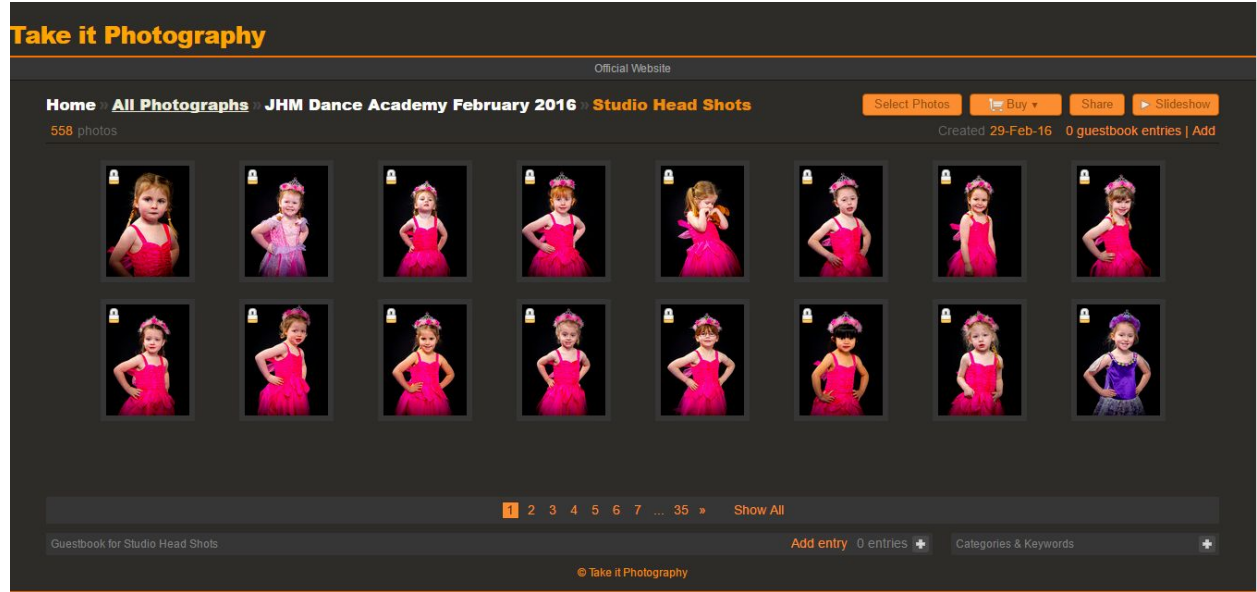 Take it Photography
Official Website
Home » All Photographs » JHM Dance Academy February 2016 » Studio Head Shots
Select Photos Buy ▾ Share Slideshow
558 photos
Created 29-Feb-16 0 guestbook entries | Add
1 2 3 4 5 6 7 ... 35 » Show All
Guestbook for Studio Head Shots Add entry 0 entries
Categories & Keywords
© Take it Photography